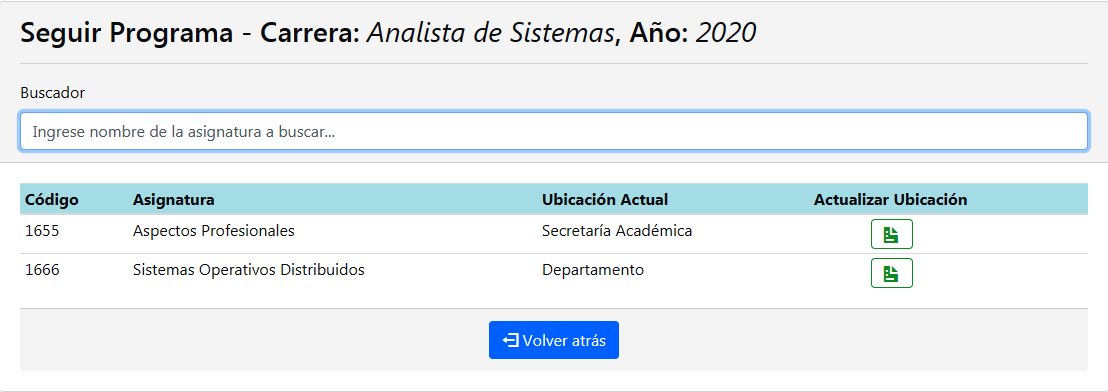 Seguir Programa - Carrera: Analista de Sistemas, Año: 2020
Buscador
Ingrese nombre de la asignatura a buscar...
Código Asignatura Ubicación Actual Actualizar Ubicación
1655 Aspectos Profesionales Secretaría Académica
1666 Sistemas Operativos Distribuidos Departamento
Volver atrás